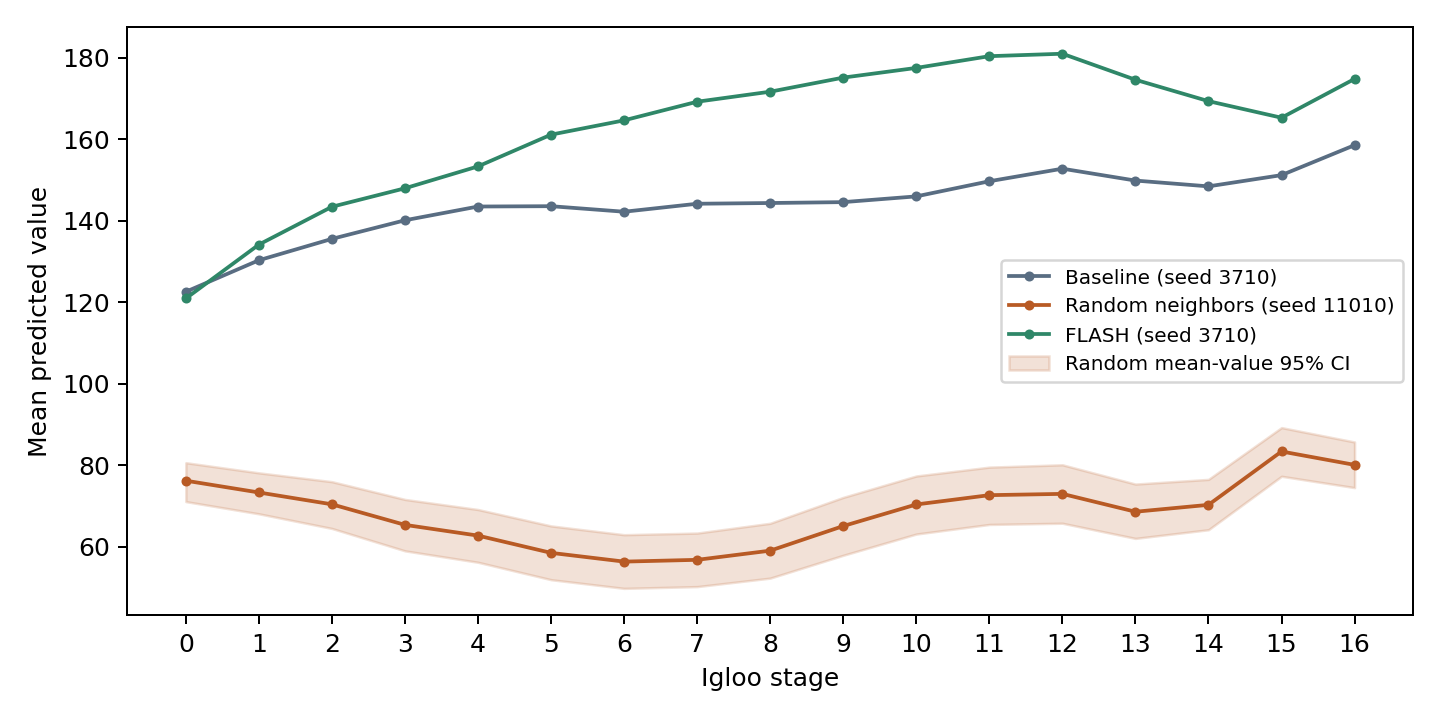 180
160
140
120
100
80
60
Mean predicted value
Baseline (seed 3710)
Random neighbors (seed 11010)
FLASH (seed 3710)
Random mean-value 95% CI
0 1 2 3 4 5 6 7 8 9 10 11 12 13 14 15 16
Igloo stage